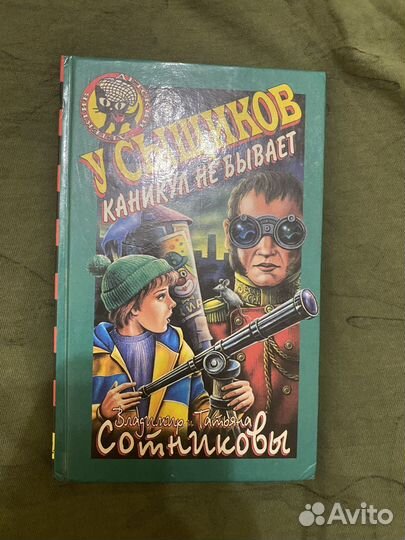 У СЫЩИКОВ
КАНИКУЛ НЕ БЫВАЕТ
Владимир и Татьяна
Сотниковы
Avito